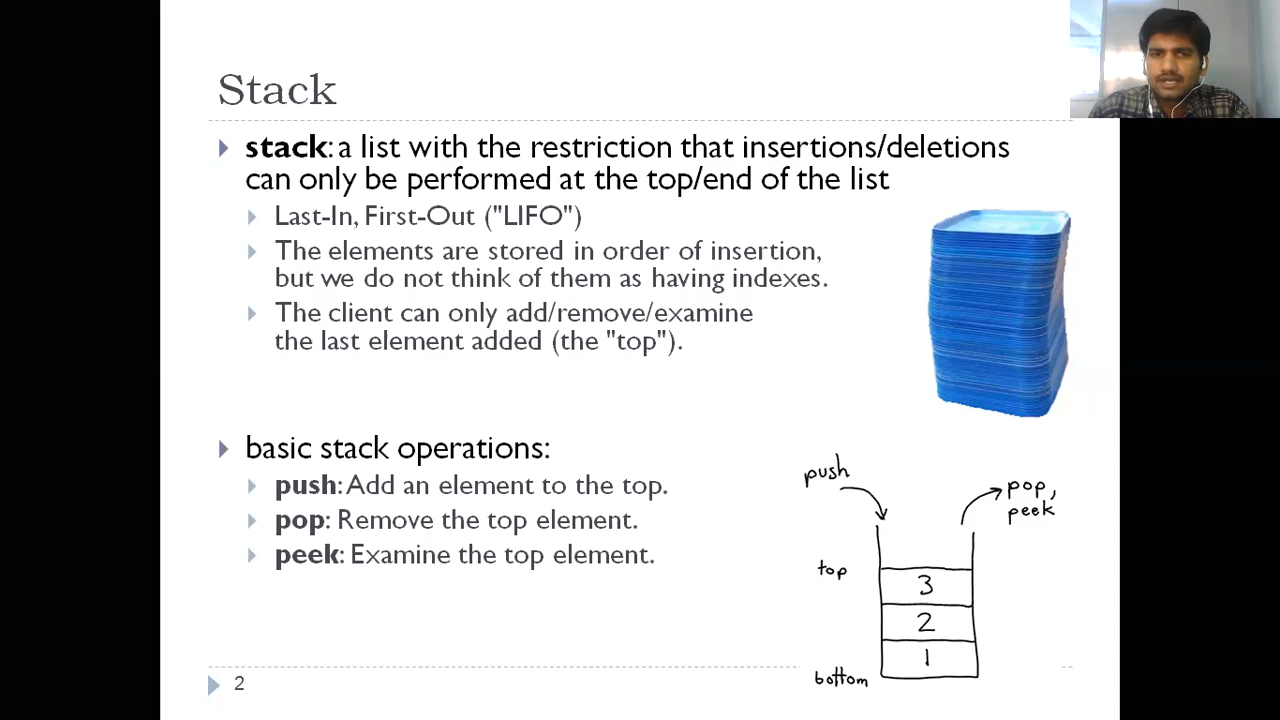 Stack
stack: a list with the restriction that insertions/deletions
can only be performed at the top/end of the list
Last-In, First-Out ("LIFO")
The elements are stored in order of insertion,
but we do not think of them as having indexes.
The client can only add/remove/examine
the last element added (the "top").
basic stack operations:
push: Add an element to the top.
pop: Remove the top element.
peek: Examine the top element.
push
pop,
peek
top
3
2
1
bottom
2